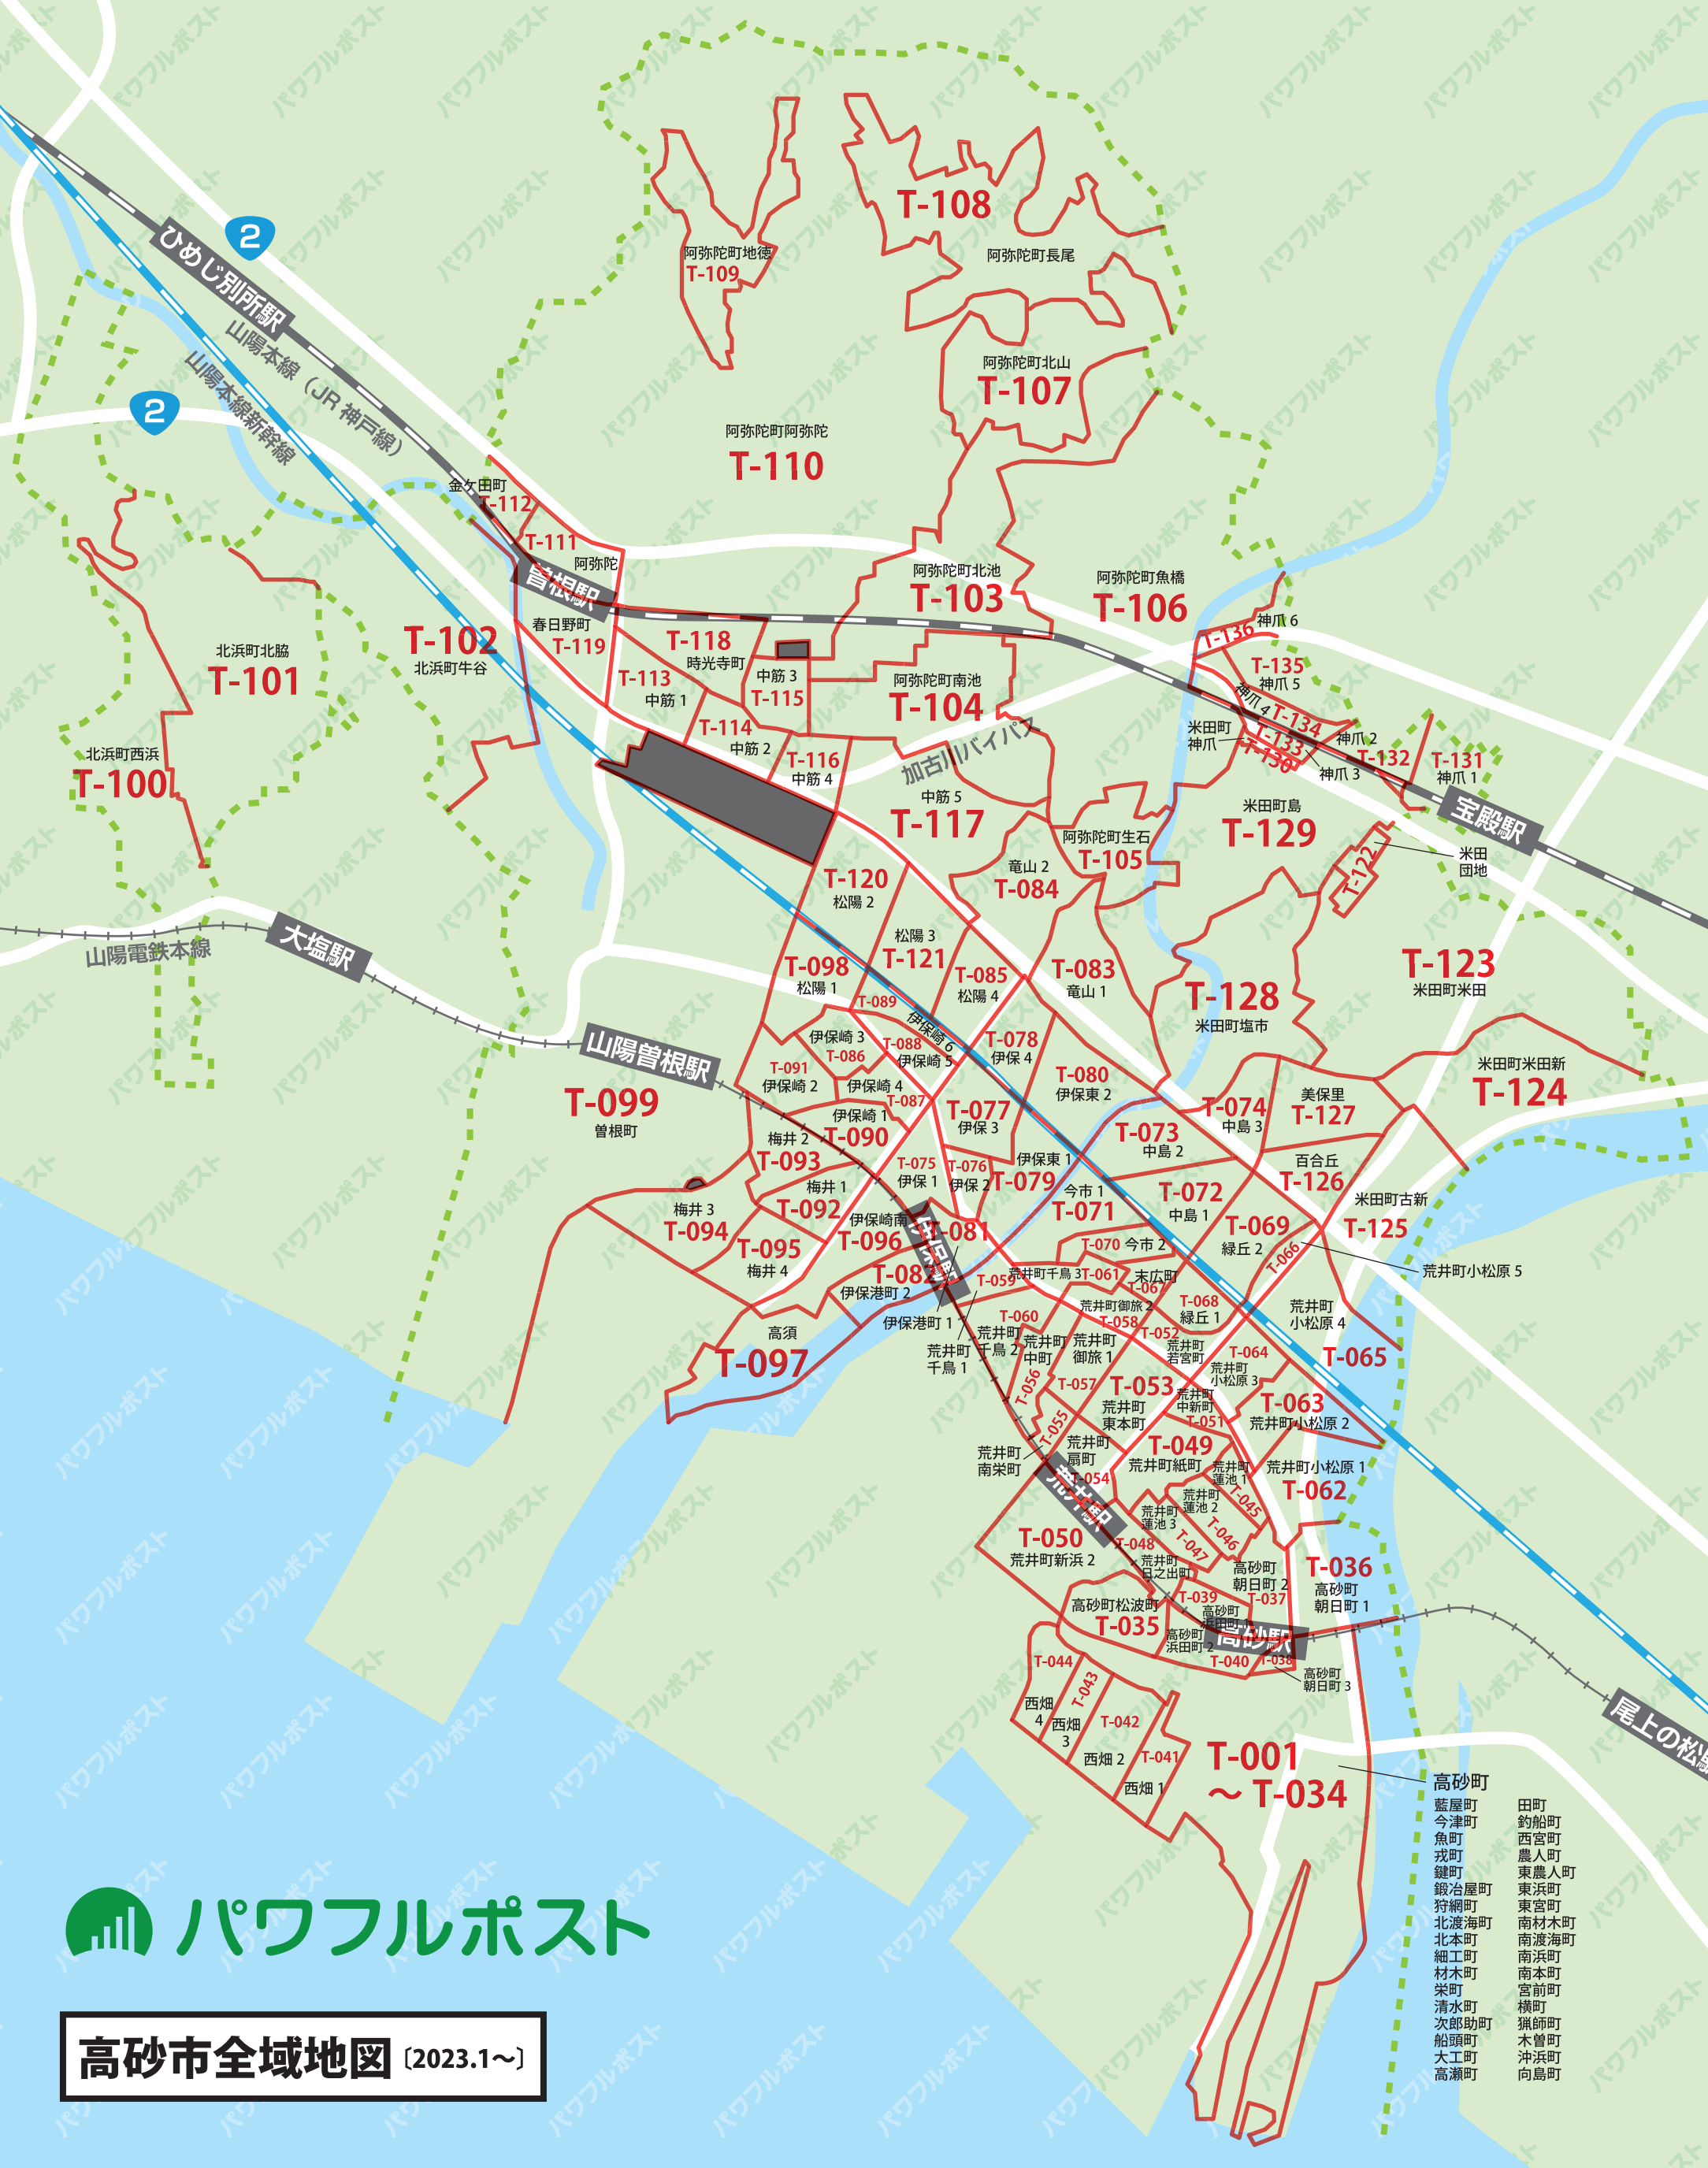 パワフルポスト
2
ひめじ別所駅
山陽本線（JR 神戸線）
山陽本線新幹線
2
T-108
阿弥陀町長尾
阿弥陀町地徳
T-109
阿弥陀町北山
T-107
阿弥陀町阿弥陀
T-110
金ケ田町
T-112
T-111
阿弥陀
曽根駅
阿弥陀町北池
T-103
阿弥陀町魚橋
T-106
神爪 6
T-136
T-135
神爪 5
神爪 4
T-134
T-133
T-130
米田町
神爪
神爪 2
T-132
神爪 3
T-131
神爪 1
宝殿駅
北浜町北脇
T-101
T-102
北浜町牛谷
北浜町西浜
T-100
春日野町
T-119
T-118
時光寺町
T-113
中筋 1
中筋 3
T-115
T-114
中筋 2
T-116
中筋 4
阿弥陀町南池
T-104
加古川バイパス
中筋 5
T-117
阿弥陀町生石
T-105
竜山 2
T-084
米田町島
T-129
T-122
米田
団地
T-120
松陽 2
松陽 3
T-121
T-098
松陽 1
T-085
松陽 4
T-083
竜山 1
T-128
米田町塩市
T-123
米田町米田
米田町米田新
T-124
大塩駅
山陽電鉄本線
山陽曽根駅
T-099
曽根町
T-089
伊保崎 6
伊保崎 3
T-086
T-088
伊保崎 5
T-091
伊保崎 2
伊保崎 4
T-087
伊保崎 1
T-090
T-078
伊保 4
T-080
伊保東 2
T-077
伊保 3
T-074
中島 3
T-073
中島 2
美保里
T-127
百合丘
T-126
米田町古新
T-125
梅井 2
T-093
梅井 1
T-092
梅井 3
T-094
T-095
梅井 4
T-075
伊保 1
T-076
伊保 2
伊保東 1
T-079
今市 1
T-071
T-072
中島 1
T-070
今市 2
T-069
緑丘 2
T-066
荒井町小松原 5
伊保崎南
T-096
T-081
伊保駅
T-082
伊保港町 2
伊保港町 1
T-059
荒井町千鳥 3
T-061
末広町
T-067
T-068
緑丘 1
荒井町
小松原 4
T-065
高須
T-097
荒井町
千鳥 1
荒井町
千鳥 2
T-060
荒井町
中町
荒井町御旅 2
T-058
荒井町
御旅 1
T-052
荒井町
若宮町
T-064
荒井町
小松原 3
T-056
T-057
T-053
荒井町
東本町
荒井町
中新町
T-051
T-063
荒井町小松原 2
T-055
荒井町
南栄町
荒井町
扇町
T-054
T-049
荒井町紙町
荒井町
蓮池 1
T-045
荒井町小松原 1
T-062
荒井駅
荒井町
蓮池 2
T-046
荒井町
蓮池 3
T-047
T-048
荒井町
日之出町
T-050
荒井町新浜 2
高砂町
朝日町 2
T-037
T-036
高砂町
朝日町 1
高砂町松波町
T-035
T-039
高砂町
浜田町 1
高砂町
浜田町 2
高砂駅
T-040
T-038
高砂町
朝日町 3
尾上の松駅
T-044
西畑
4
T-043
西畑
3
T-042
西畑 2
T-041
西畑 1
T-001
～ T-034
高砂町
藍屋町 田町
今津町 釣船町
魚町 西宮町
戎町 農人町
鍵町 東農人町
鍛冶屋町 東浜町
狩網町 東宮町
北渡海町 南材木町
北本町 南渡海町
細工町 南浜町
材木町 南本町
栄町 宮前町
清水町 横町
次郎助町 猟師町
船頭町 木曽町
大工町 沖浜町
高瀬町 向島町
パワフルポスト
高砂市全域地図〔2023.1～〕